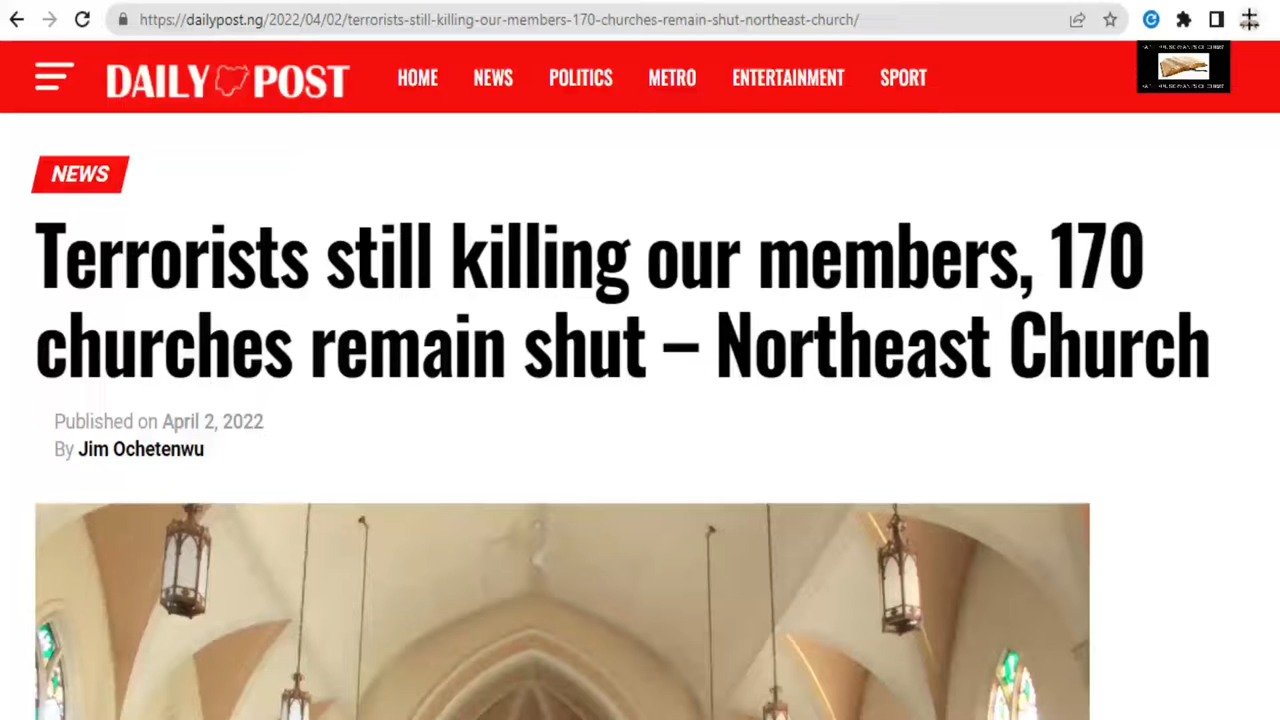 https://dailypost.ng/2022/04/02/terrorists-still-killing-our-members-170-churches-remain-shut-northeast-church/
DAILY POST
HOME NEWS POLITICS METRO ENTERTAINMENT SPORT
NEWS
Terrorists still killing our members, 170
churches remain shut – Northeast Church
Published on April 2, 2022
By Jim Ochetenwu